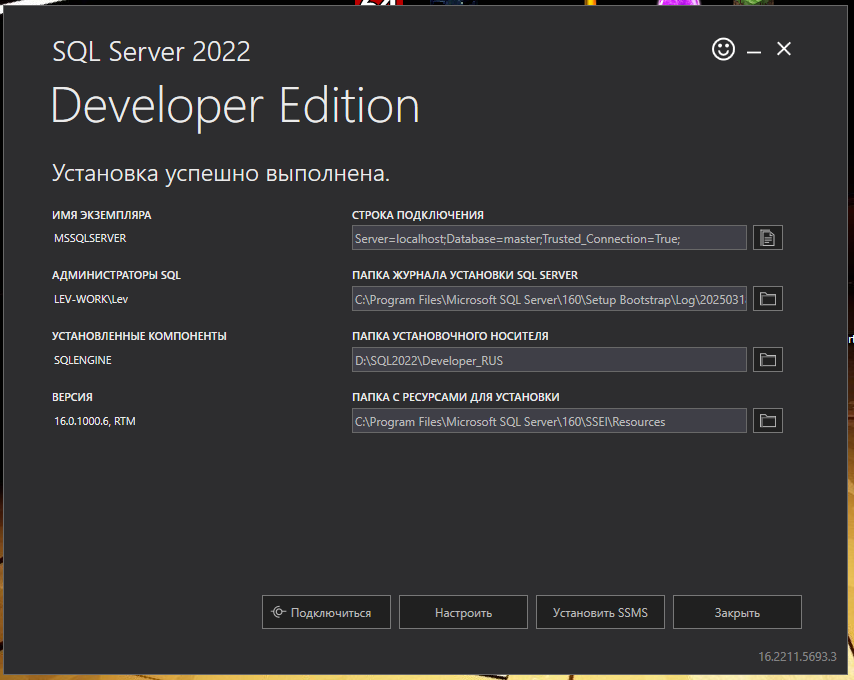 SQL Server 2022
Developer Edition
Установка успешно выполнена.
ИМЯ ЭКЗЕМПЛЯРА
MSSQLSERVER
СТРОКА ПОДКЛЮЧЕНИЯ
Server=localhost;Database=master;Trusted_Connection=True;
АДМИНИСТРАТОРЫ SQL
LEV-WORK\Lev
ПАПКА ЖУРНАЛА УСТАНОВКИ SQL SERVER
C:\Program Files\Microsoft SQL Server\160\Setup Bootstrap\Log\2025031
УСТАНОВЛЕННЫЕ КОМПОНЕНТЫ
SQLENGINE
ПАПКА УСТАНОВОЧНОГО НОСИТЕЛЯ
D:\SQL2022\Developer_RUS
ВЕРСИЯ
16.0.1000.6, RTM
ПАПКА С РЕСУРСАМИ ДЛЯ УСТАНОВКИ
C:\Program Files\Microsoft SQL Server\160\SSEI\Resources
Подключиться
Настроить
Установить SSMS
Закрыть
16.2211.5693.3